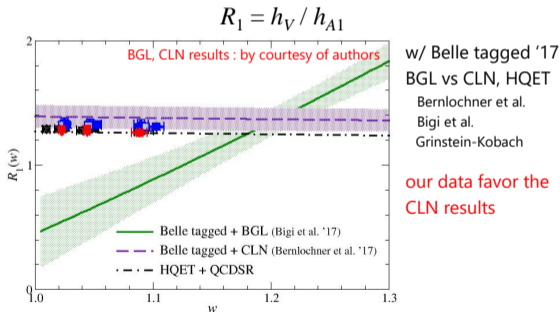 R₁ = h_V / h_A1
BGL, CLN results : by courtesy of authors
w/ Belle tagged '17
BGL vs CLN, HQET
Bernlochner et al.
Bigi et al.
Grinstein-Kobach
our data favor the
CLN results
R₁(w)
2
1
0
Belle tagged + BGL (Bigi et al. '17)
Belle tagged + CLN (Bernlochner et al. '17)
HQET + QCDSR
1.0 1.1 1.2 1.3
w